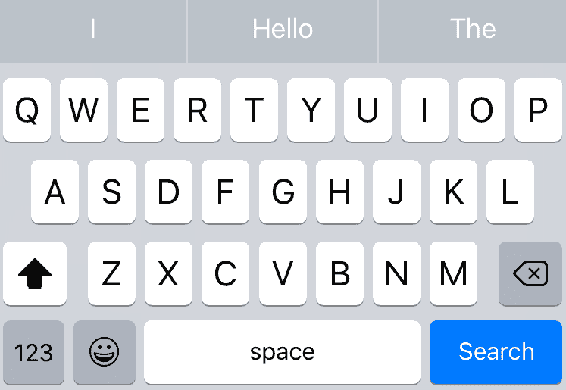 I Hello The
Q W E R T Y U I O P
A S D F G H J K L
Z X C V B N M
123 space Search